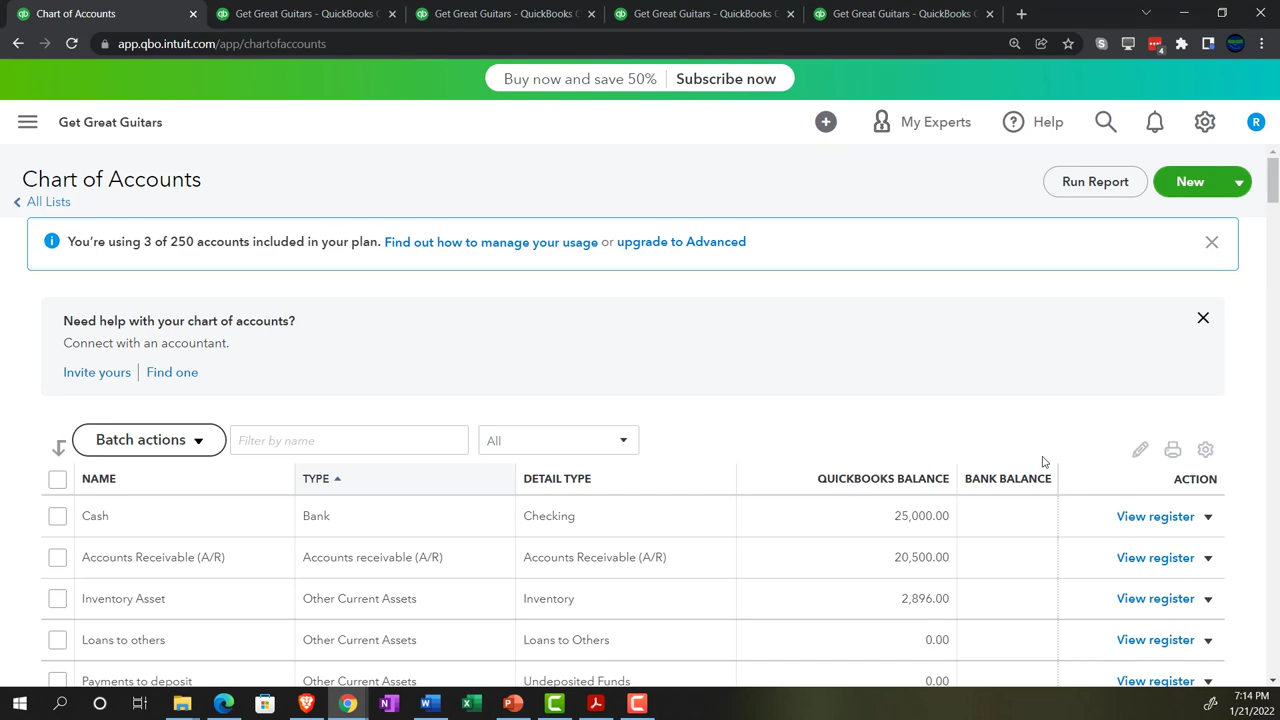 Chart of Accounts
Get Great Guitars - QuickBooks C
Get Great Guitars - QuickBooks C
Get Great Guitars - QuickBooks C
Get Great Guitars - QuickBooks C
app.qbo.intuit.com/app/chartofaccounts
4
Buy now and save 50%
Subscribe now
Get Great Guitars
My Experts
Help
R
Chart of Accounts
All Lists
Run Report
New
You're using 3 of 250 accounts included in your plan. Find out how to manage your usage or upgrade to Advanced
Need help with your chart of accounts?
Connect with an accountant.
Invite yours
Find one
Batch actions
Filter by name
All
NAME TYPE DETAIL TYPE QUICKBOOKS BALANCE BANK BALANCE ACTION
Cash Bank Checking 25,000.00 View register
Accounts Receivable (A/R) Accounts receivable (A/R) Accounts Receivable (A/R) 20,500.00 View register
Inventory Asset Other Current Assets Inventory 2,896.00 View register
Loans to others Other Current Assets Loans to Others 0.00 View register
Payments to deposit Other Current Assets Undeposited Funds 0.00 View register
7:14 PM
1/21/2022